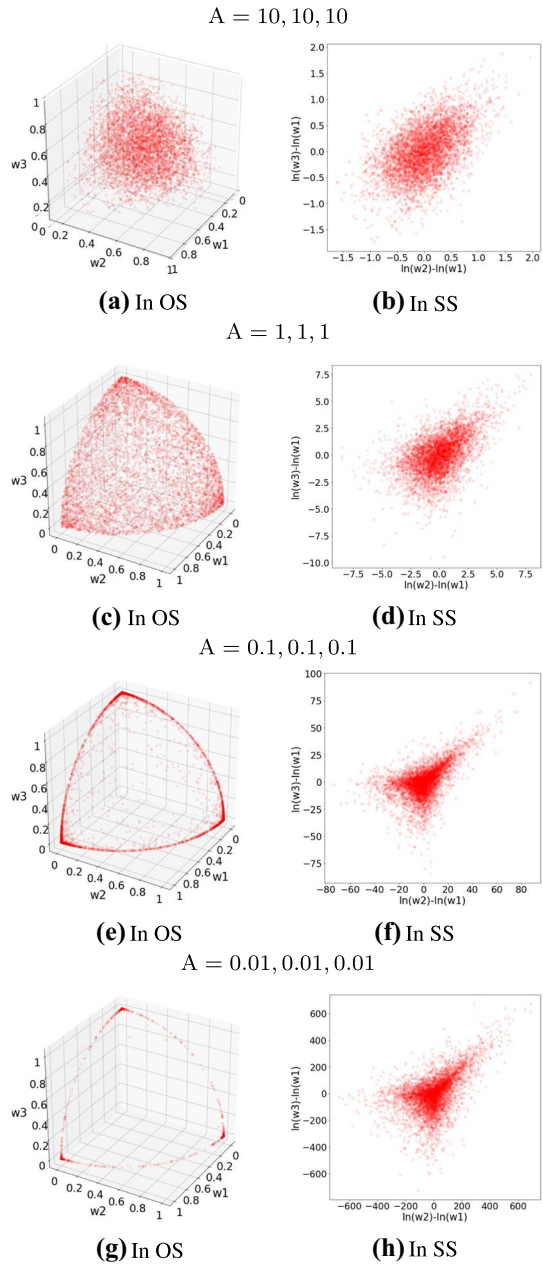 A = 10, 10, 10
1
0.8
w3
0.6
0.4
0.2
0
0
0.2
0.4
w2
0.6
0.8
1
1
0.8
0.6
w1
0.4
0.2
0
2.0
1.5
1.0
0.5
0.0
−0.5
−1.0
−1.5
ln(w3)-ln(w1)
−1.5 −1.0 −0.5 0.0 0.5 1.0 1.5 2.0
ln(w2)-ln(w1)
(a) In OS
(b) In SS
A = 1, 1, 1
1
0.8
0.6
w3
0.4
0.2
0
0
0.2
0.4
0.6
w2
0.8
1
1
0.8
0.6
w1
0.4
0.2
0
7.5
5.0
2.5
0.0
−2.5
−5.0
−7.5
−10.0
ln(w3)-ln(w1)
−7.5 −5.0 −2.5 0.0 2.5 5.0 7.5
ln(w2)-ln(w1)
(c) In OS
(d) In SS
A = 0.1, 0.1, 0.1
1
0.8
0.6
w3
0.4
0.2
0
0
0.2
0.4
0.6
w2
0.8
1
1
0.8
0.6
w1
0.4
0.2
0
100
75
50
25
0
−25
−50
−75
ln(w3)-ln(w1)
−80 −60 −40 −20 0 20 40 60 80
ln(w2)-ln(w1)
(e) In OS
(f) In SS
A = 0.01, 0.01, 0.01
1
0.8
0.6
w3
0.4
0.2
0
0
0.2
0.4
0.6
w2
0.8
1
1
0.8
0.6
w1
0.4
0.2
0
600
400
200
0
−200
−400
−600
ln(w3)-ln(w1)
−600 −400 −200 0 200 400 600
ln(w2)-ln(w1)
(g) In OS
(h) In SS